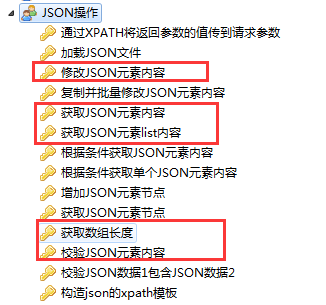 JSON操作
通过XPATH将返回参数的值传到请求参数
加载JSON文件
修改JSON元素内容
复制并批量修改JSON元素内容
获取JSON元素内容
获取JSON元素list内容
根据条件获取JSON元素内容
根据条件获取单个JSON元素内容
增加JSON元素节点
获取JSON元素节点
获取数组长度
校验JSON元素内容
校验JSON数据1包含JSON数据2
构造json的xpath模板